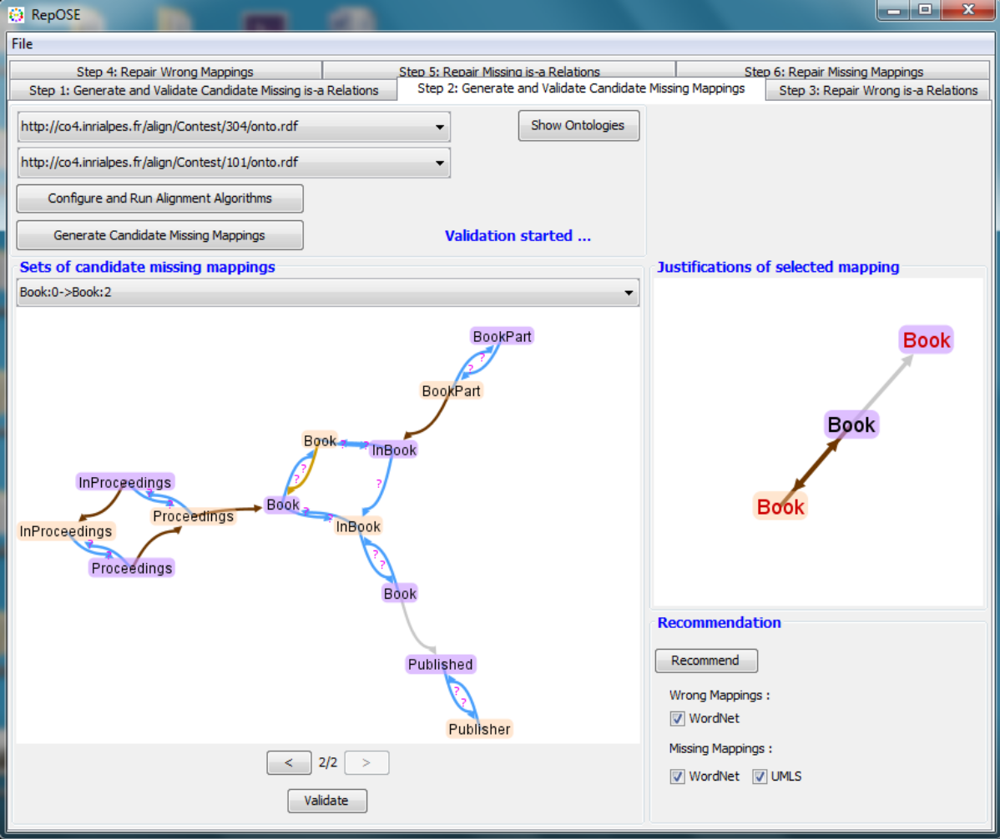 RepOSE
File
Step 4: Repair Wrong Mappings
Step 5: Repair Missing is-a Relations
Step 6: Repair Missing Mappings
Step 1: Generate and Validate Candidate Missing is-a Relations
Step 2: Generate and Validate Candidate Missing Mappings
Step 3: Repair Wrong is-a Relations
http://co4.inrialpes.fr/align/Contest/304/onto.rdf
Show Ontologies
http://co4.inrialpes.fr/align/Contest/101/onto.rdf
Configure and Run Alignment Algorithms
Generate Candidate Missing Mappings
Validation started ...
Sets of candidate missing mappings
Book:0->Book:2
BookPart
? ?
BookPart
Book
? ?
InBook
? ?
InProceedings
?
?
?
Book
? ?
Proceedings
InBook
InProceedings
? ?
Proceedings
? ?
Book
Published
? ?
Publisher
< 2/2 >
Validate
Justifications of selected mapping
Book
Book
Book
Recommendation
Recommend
Wrong Mappings :
WordNet
Missing Mappings :
WordNet UMLS